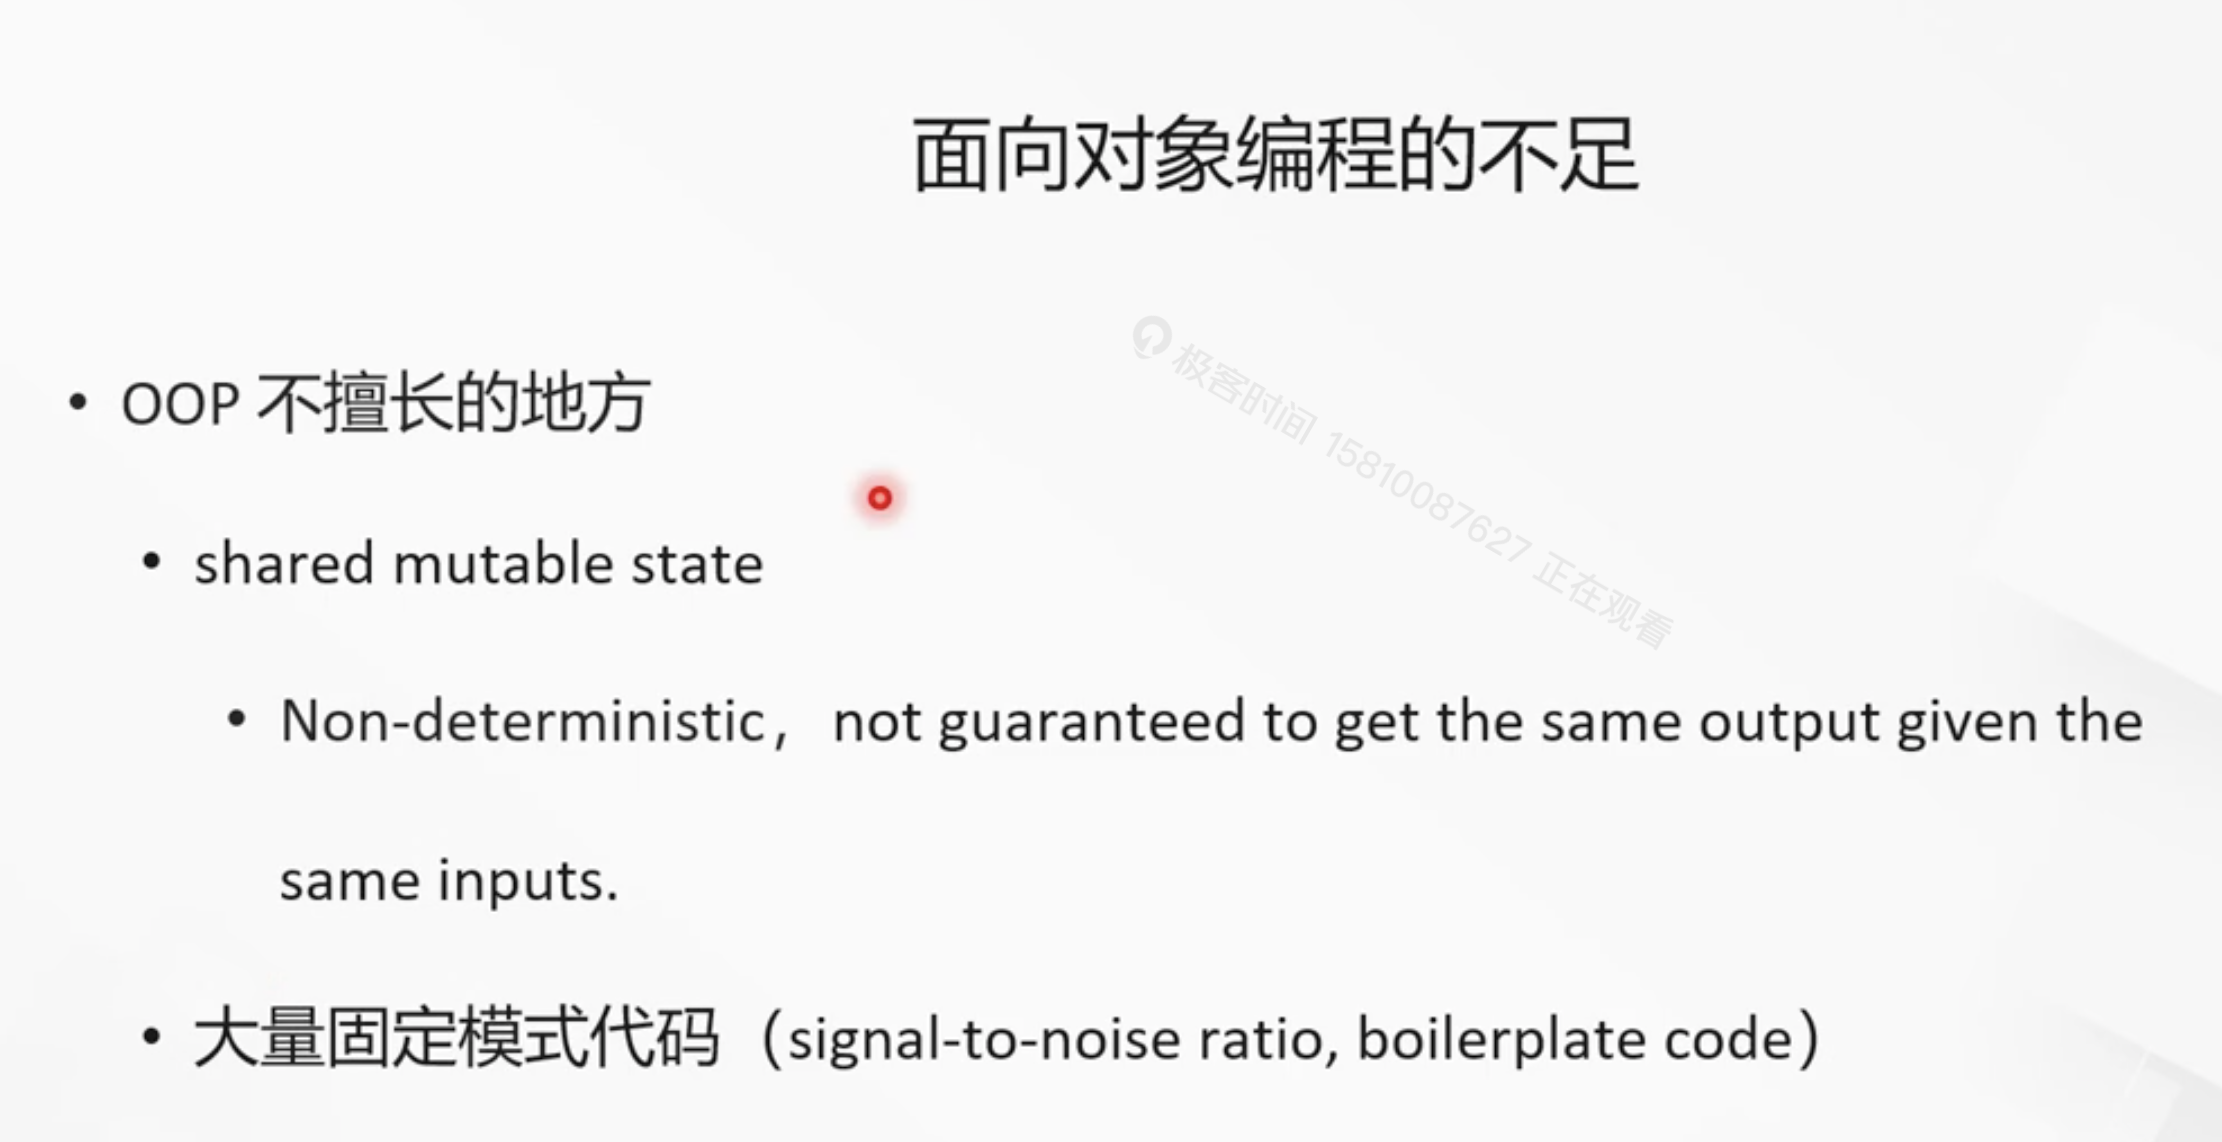 面向对象编程的不足
• OOP 不擅长的地方
极客时间 15810087627 正在观看
• shared mutable state
• Non-deterministic， not guaranteed to get the same output given the
same inputs.
• 大量固定模式代码（signal-to-noise ratio, boilerplate code）